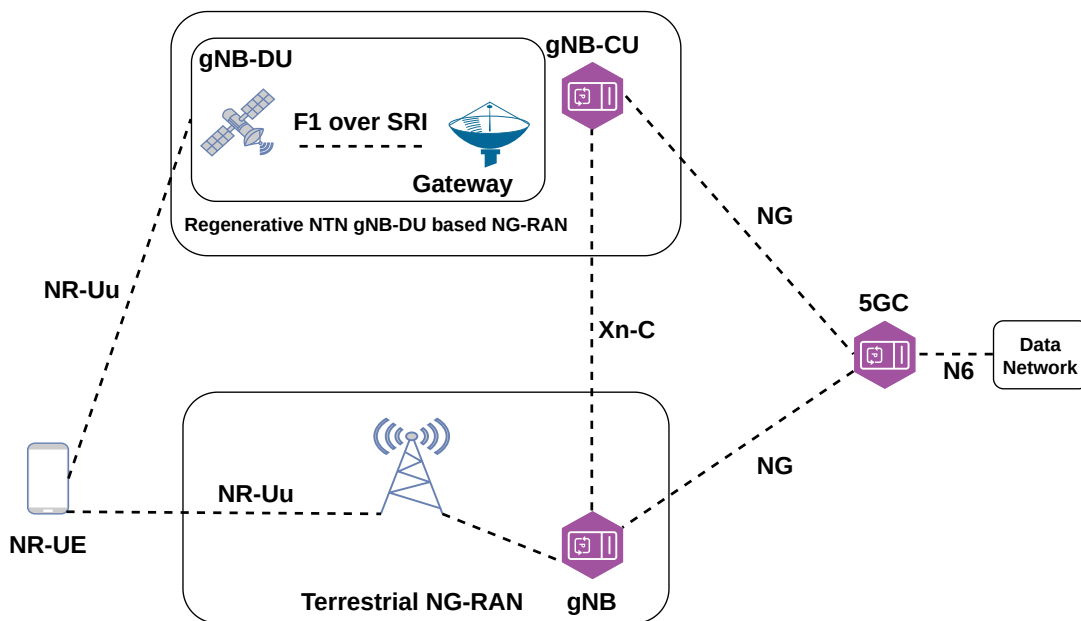 gNB-DU
gNB-CU
F1 over SRI
Gateway
Regenerative NTN gNB-DU based NG-RAN
NG
NR-Uu
5GC
Xn-C
Data
Network
N6
NG
NR-Uu
NR-UE
Terrestrial NG-RAN
gNB